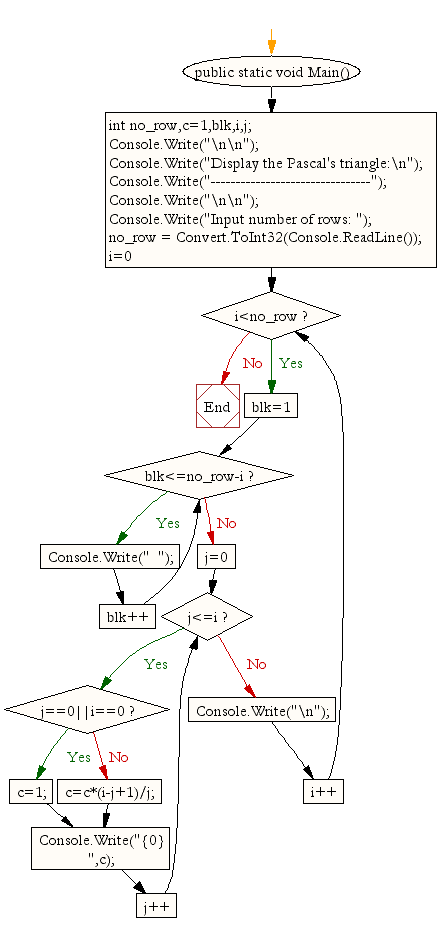 public static void Main()
int no_row,c=1,blk,i,j;
Console.Write("\n\n");
Console.Write("Display the Pascal's triangle:\n");
Console.Write("--------------------------------");
Console.Write("\n\n");
Console.Write("Input number of rows: ");
no_row = Convert.ToInt32(Console.ReadLine());
i=0
i<no_row ?
No
Yes
End
blk=1
blk<=no_row-i ?
Yes
No
Console.Write("  ");
j=0
blk++
j<=i ?
Yes
No
j==0||i==0 ?
Console.Write("\n");
Yes
No
c=1;
c=c*(i-j+1)/j;
i++
Console.Write("{0}
",c);
j++